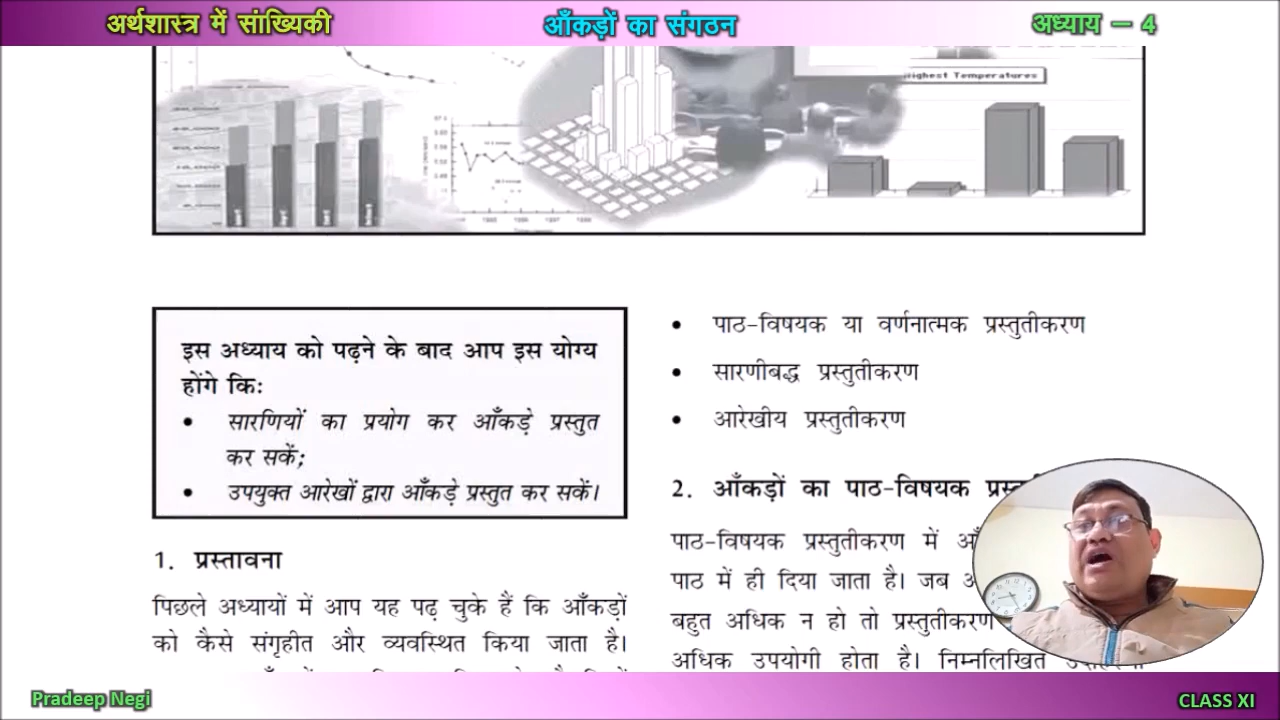 अर्थशास्त्र में सांख्यिकी
आँकड़ों का संगठन
अध्याय – 4
Highest Temperatures
इस अध्याय को पढ़ने के बाद आप इस योग्य
होंगे कि:
• सारणियों का प्रयोग कर आँकड़े प्रस्तुत
कर सकें;
• उपयुक्त आरेखों द्वारा आँकड़े प्रस्तुत कर सकें।
1. प्रस्तावना
पिछले अध्यायों में आप यह पढ़ चुके हैं कि आँकड़ों
को कैसे संगृहीत और व्यवस्थित किया जाता है।
• पाठ-विषयक या वर्णनात्मक प्रस्तुतीकरण
• सारणीबद्ध प्रस्तुतीकरण
• आरेखीय प्रस्तुतीकरण
2. आँकड़ों का पाठ-विषयक
पाठ-विषयक प्रस्तुतीकरण में
पाठ में ही दिया जाता है। जब
बहुत अधिक न हो तो प्रस्तुतीकरण
अधिक उपयोगी होता है। निम्नलिखित
Pradeep Negi
CLASS XI